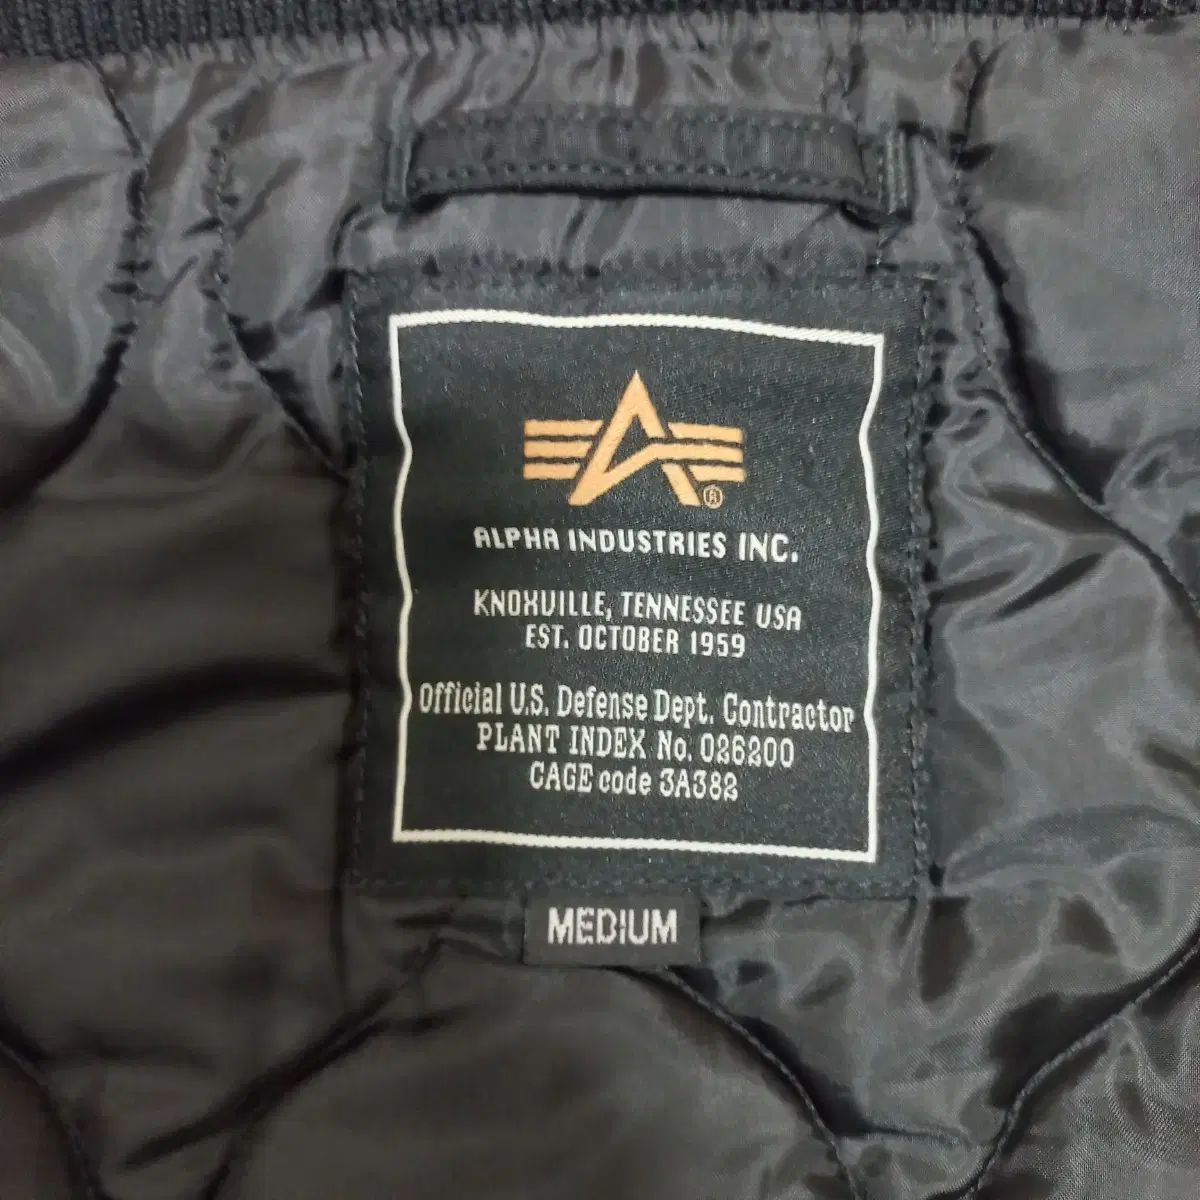 ALPHA INDUSTRIES INC.
KNOXVILLE, TENNESSEE USA
EST. OCTOBER 1959
Official U.S. Defense Dept. Contractor
PLANT INDEX No. 026200
CAGE code 3A382
MEDIUM